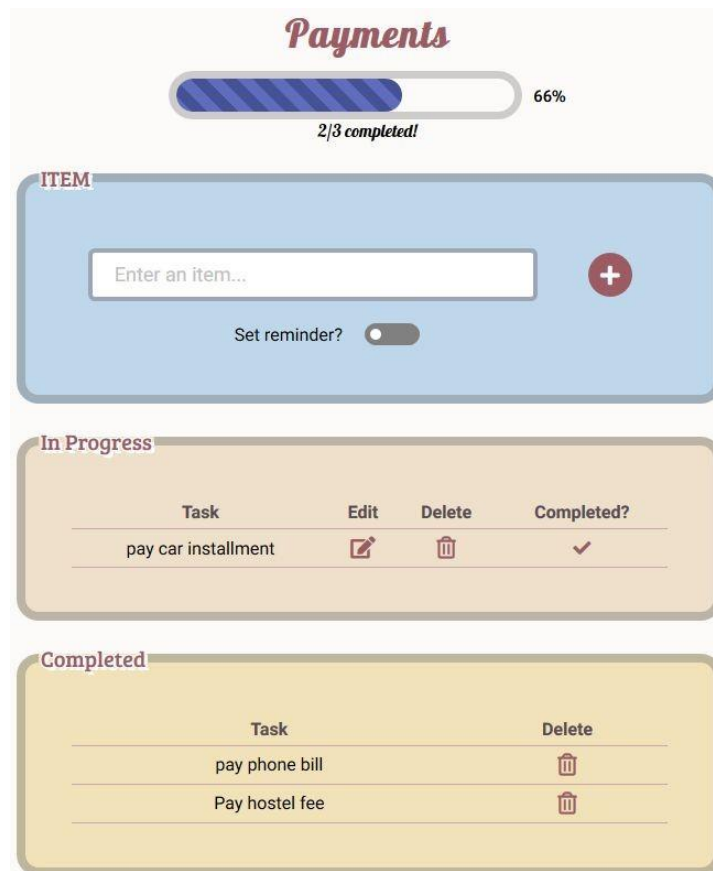 Payments
66%
2/3 completed!
ITEM
Enter an item...
Set reminder?
In Progress
Task Edit Delete Completed?
pay car installment
Completed
Task Delete
pay phone bill
Pay hostel fee